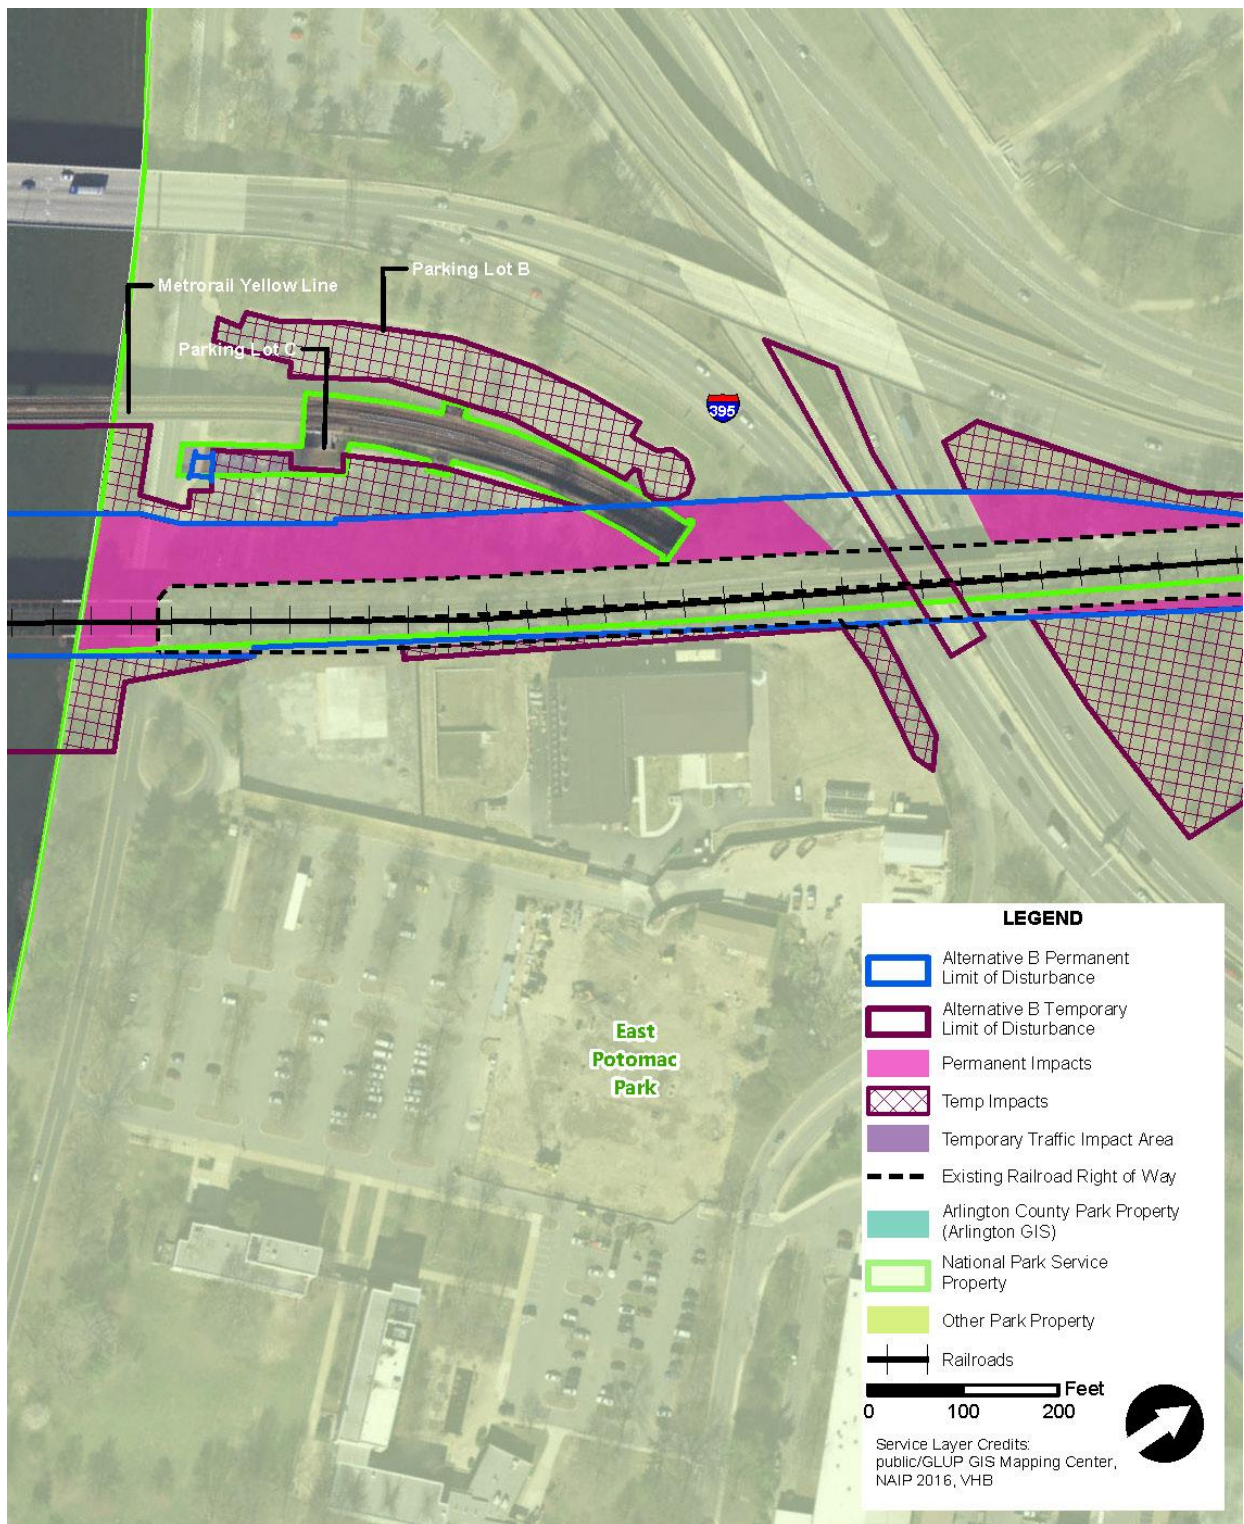 Parking Lot B
Metrorail Yellow Line
Parking Lot C
395
East
Potomac
Park
LEGEND
Alternative B Permanent
Limit of Disturbance
Alternative B Temporary
Limit of Disturbance
Permanent Impacts
Temp Impacts
Temporary Traffic Impact Area
Existing Railroad Right of Way
Arlington County Park Property
(Arlington GIS)
National Park Service
Property
Other Park Property
Railroads
Feet
0 100 200
Service Layer Credits:
public/GLUP GIS Mapping Center,
NAIP 2016, VHB